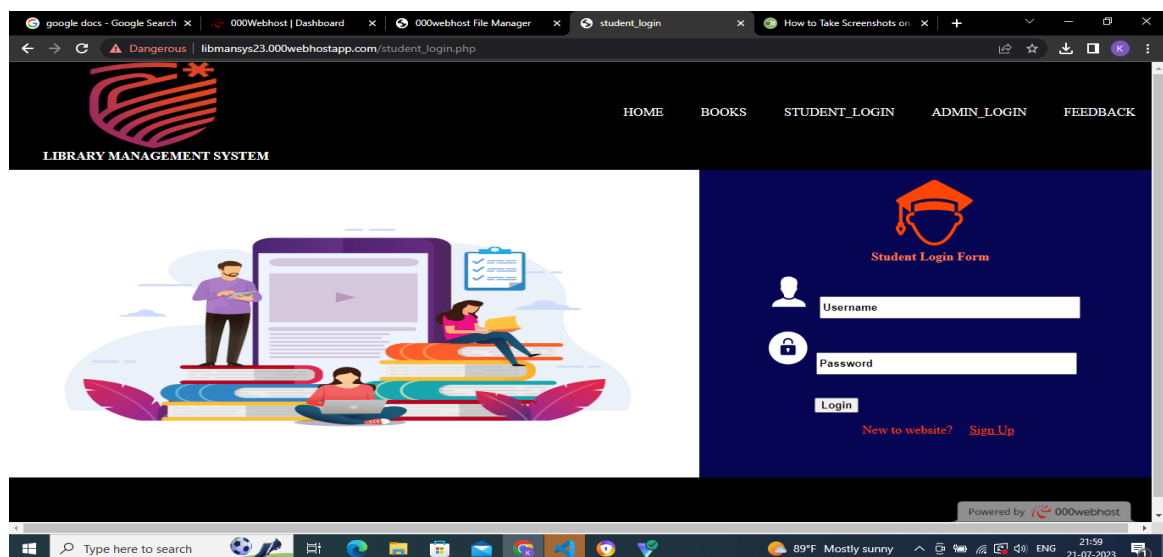 google docs - Google Search
000Webhost | Dashboard
000webhost File Manager
student_login
How to Take Screenshots on
Dangerous | libmansys23.000webhostapp.com/student_login.php
K
HOME
BOOKS
STUDENT_LOGIN
ADMIN_LOGIN
FEEDBACK
LIBRARY MANAGEMENT SYSTEM
Student Login Form
Username
Password
Login
New to website? Sign Up
Powered by 000webhost
Type here to search
89°F Mostly sunny
ENG
21:59
21-07-2023